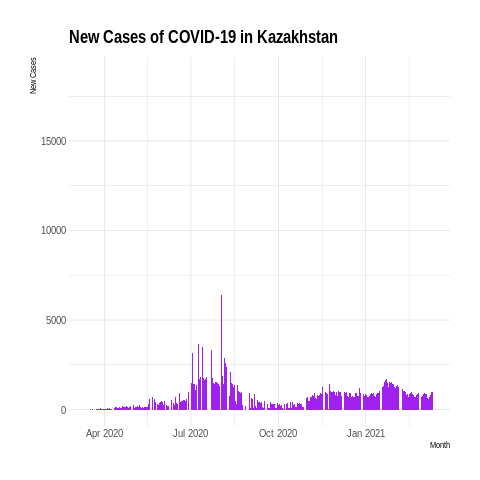 New Cases of COVID-19 in Kazakhstan
New Cases
15000
10000
5000
0
Apr 2020 Jul 2020 Oct 2020 Jan 2021
Month